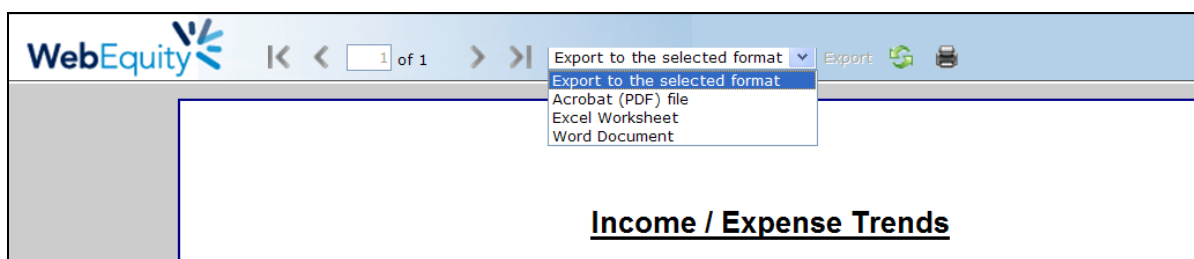 WebEquity
1 of 1
Export to the selected format
Export
Export to the selected format
Acrobat (PDF) file
Excel Worksheet
Word Document
Income / Expense Trends